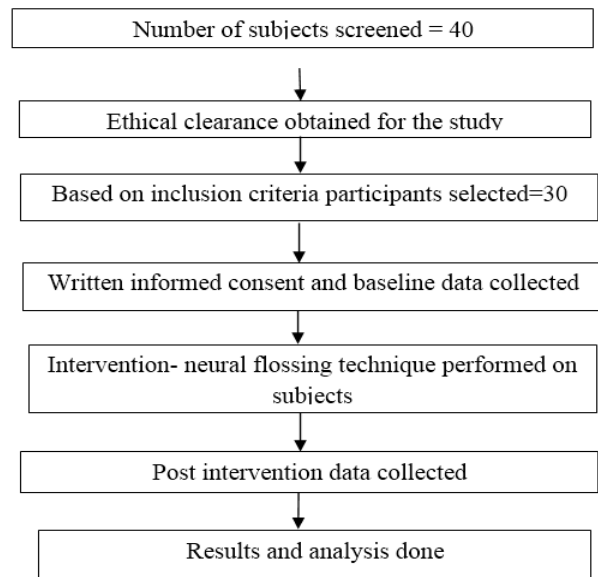 Number of subjects screened = 40
Ethical clearance obtained for the study
Based on inclusion criteria participants selected=30
Written informed consent and baseline data collected
Intervention- neural flossing technique performed on
subjects
Post intervention data collected
Results and analysis done